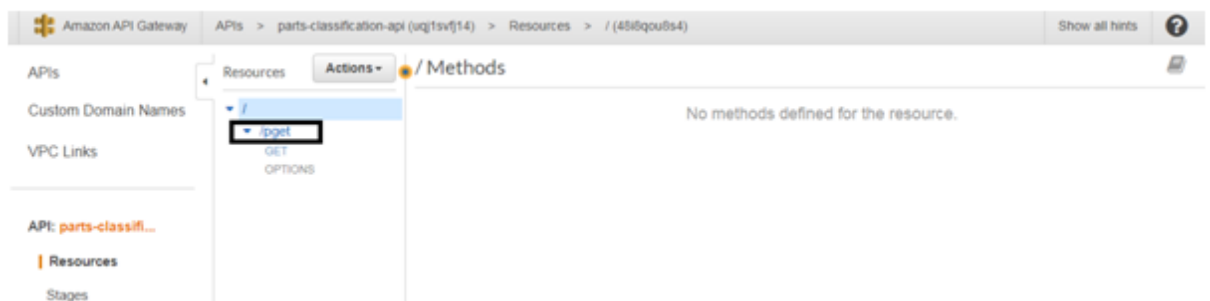 Amazon API Gateway APIs > parts-classification-api (uqj1svfj14) > Resources > / (48i8qou8s4) Show all hints ?
APIs
Custom Domain Names
VPC Links
API: parts-classifi...
Resources
Stages
Resources Actions
/
/pget
GET
OPTIONS
/ Methods
No methods defined for the resource.